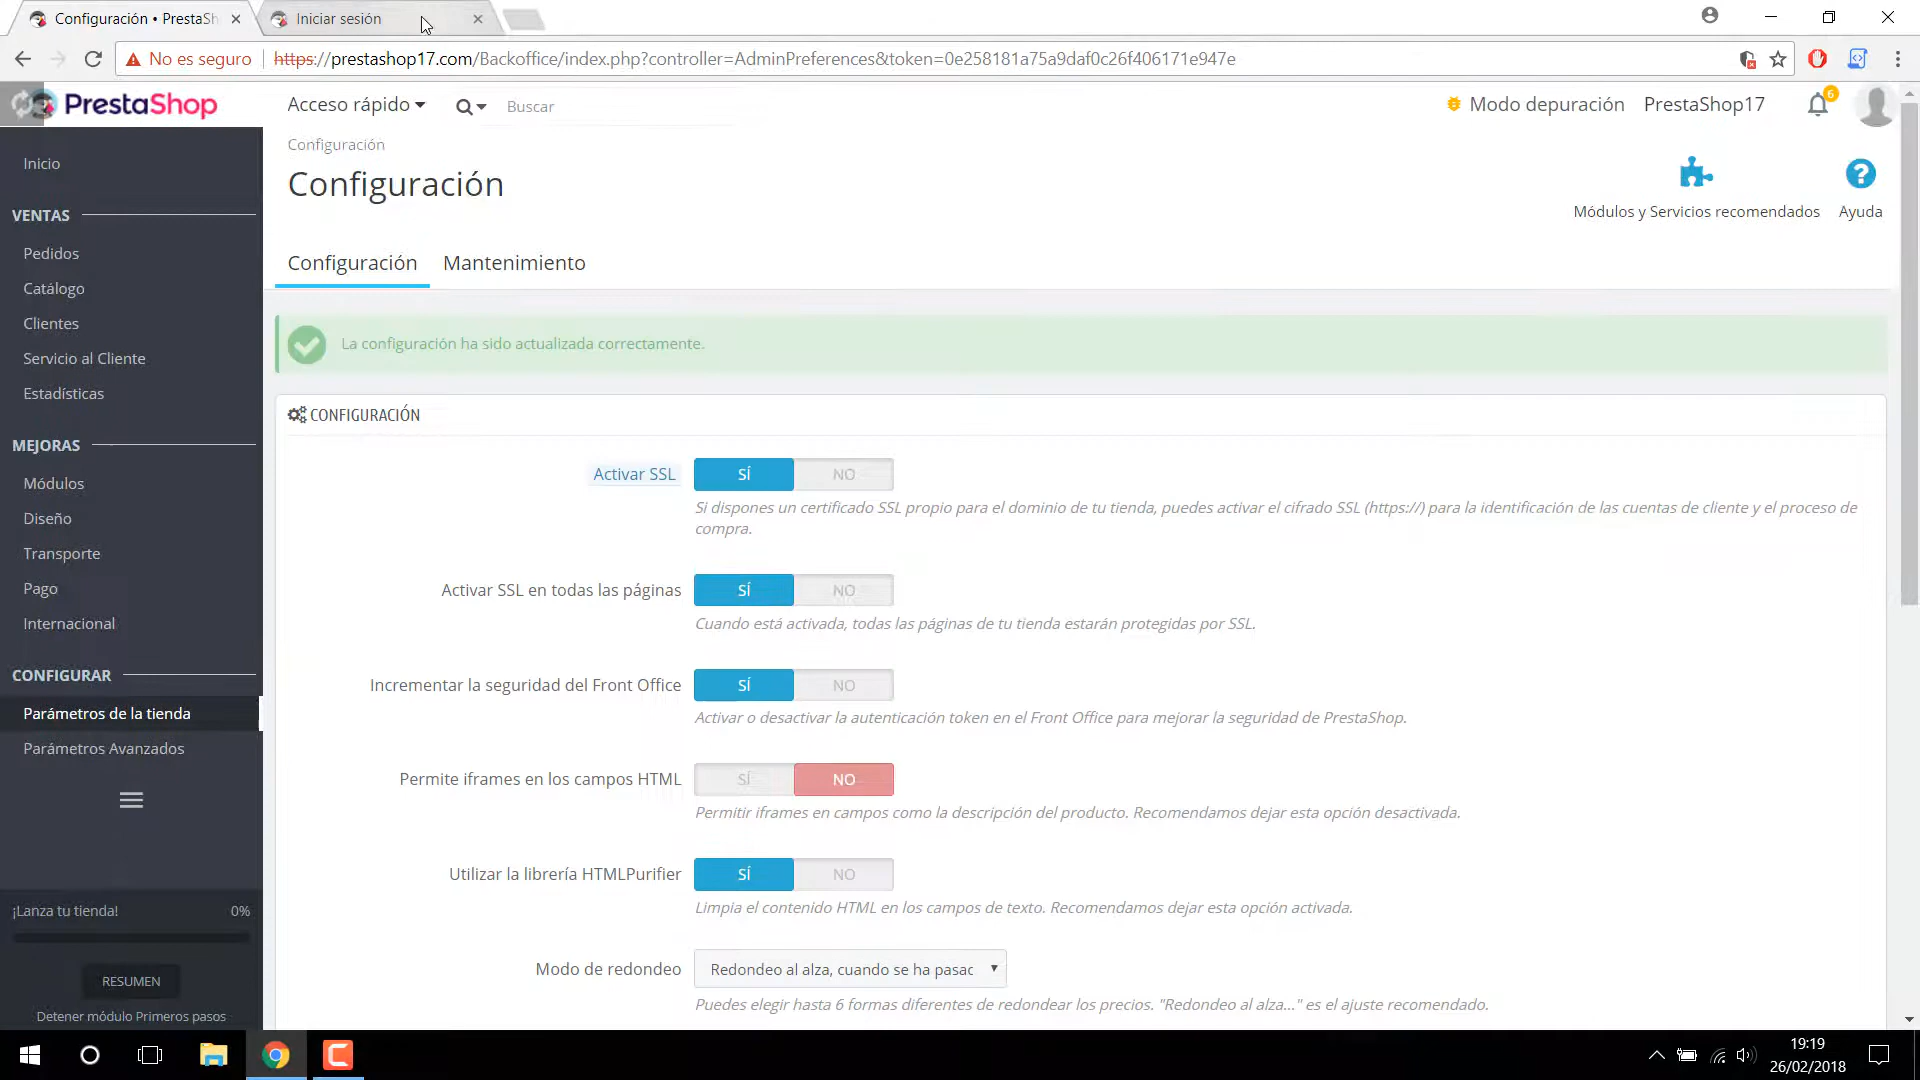 Configuración • PrestaSh
Iniciar sesión
No es seguro
https://prestashop17.com/Backoffice/index.php?controller=AdminPreferences&token=0e258181a75a9daf0c26f406171e947e
PrestaShop
Acceso rápido
Buscar
Modo depuración
PrestaShop17
6
Configuración
Configuración
Módulos y Servicios recomendados
Ayuda
Configuración
Mantenimiento
La configuración ha sido actualizada correctamente.
Inicio
VENTAS
Pedidos
Catálogo
Clientes
Servicio al Cliente
Estadísticas
MEJORAS
Módulos
Diseño
Transporte
Pago
Internacional
CONFIGURAR
Parámetros de la tienda
Parámetros Avanzados
¡Lanza tu tienda! 0%
RESUMEN
Detener módulo Primeros pasos
CONFIGURACIÓN
Activar SSL SÍ NO
Si dispones un certificado SSL propio para el dominio de tu tienda, puedes activar el cifrado SSL (https://) para la identificación de las cuentas de cliente y el proceso de
compra.
Activar SSL en todas las páginas SÍ NO
Cuando está activada, todas las páginas de tu tienda estarán protegidas por SSL.
Incrementar la seguridad del Front Office SÍ NO
Activar o desactivar la autenticación token en el Front Office para mejorar la seguridad de PrestaShop.
Permite iframes en los campos HTML SÍ NO
Permitir iframes en campos como la descripción del producto. Recomendamos dejar esta opción desactivada.
Utilizar la librería HTMLPurifier SÍ NO
Limpia el contenido HTML en los campos de texto. Recomendamos dejar esta opción activada.
Modo de redondeo Redondeo al alza, cuando se ha pasac
Puedes elegir hasta 6 formas diferentes de redondear los precios. "Redondeo al alza..." es el ajuste recomendado.
19:19
26/02/2018